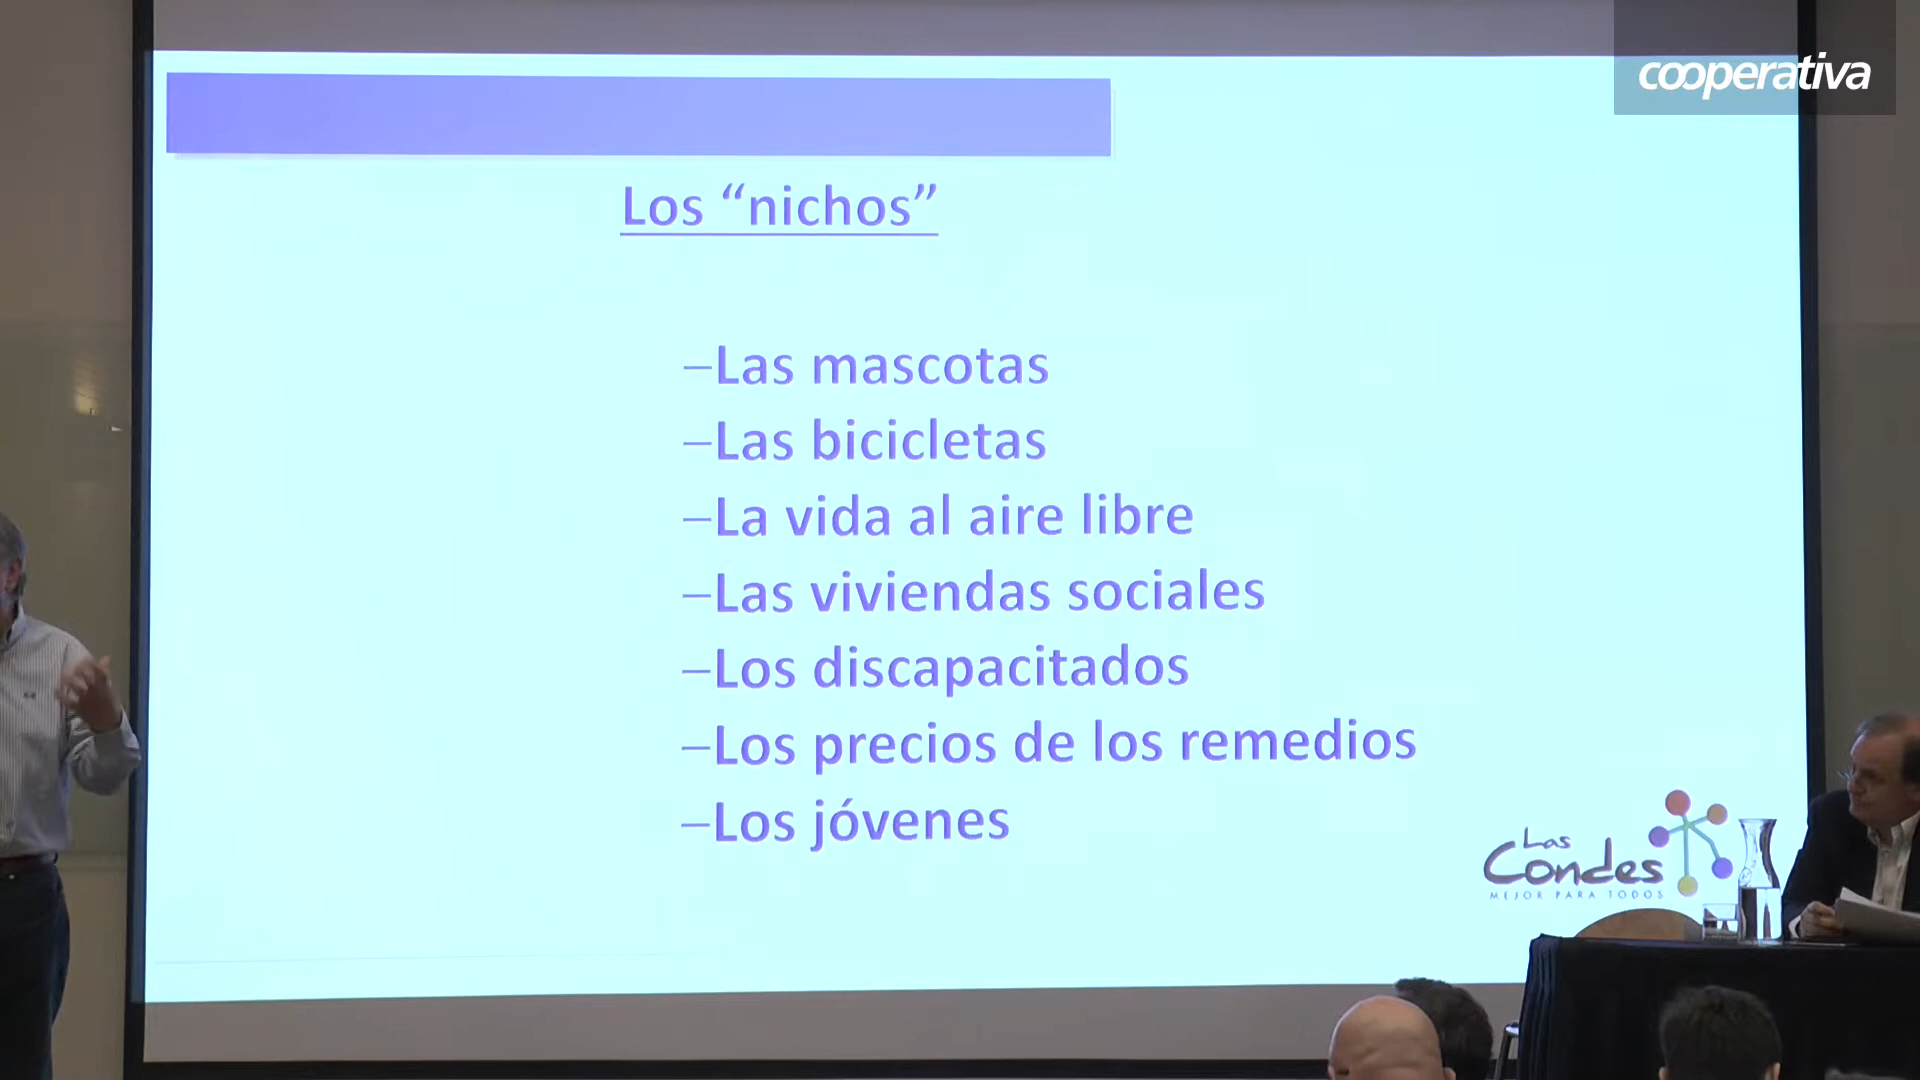 cooperativa
Los “nichos”
–Las mascotas
–Las bicicletas
–La vida al aire libre
–Las viviendas sociales
–Los discapacitados
–Los precios de los remedios
–Los jóvenes
Las
Condes
MEJOR PARA TODOS